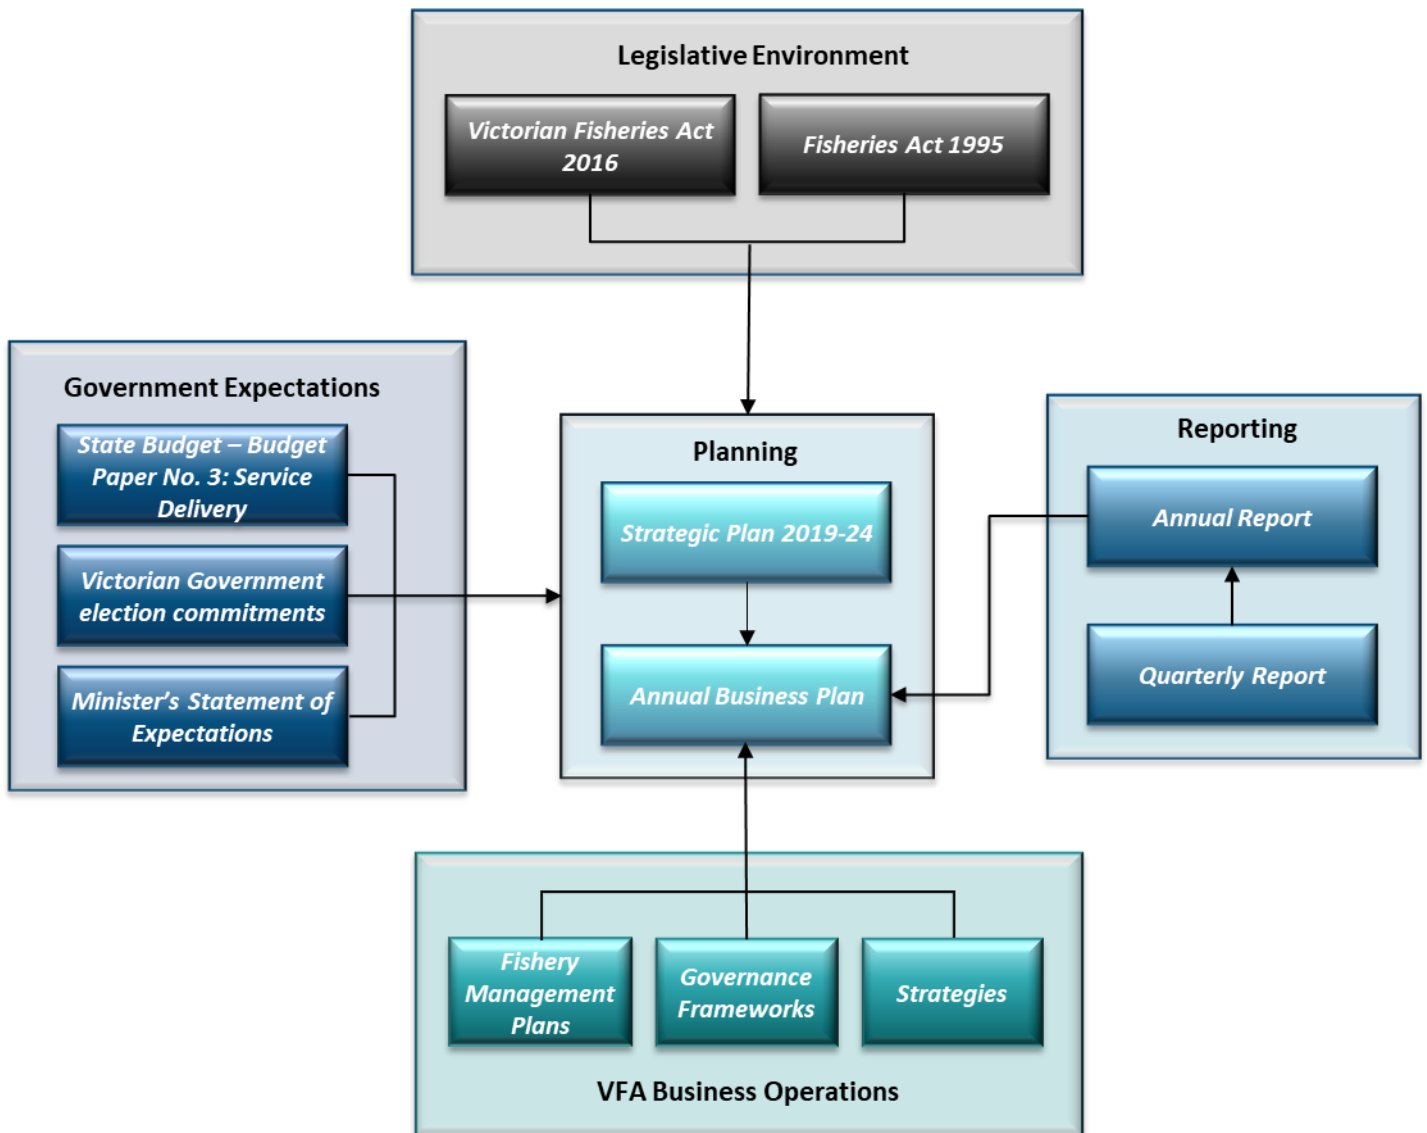 Legislative Environment
Victorian Fisheries Act
2016
Fisheries Act 1995
Government Expectations
State Budget – Budget
Paper No. 3: Service
Delivery
Victorian Government
election commitments
Minister’s Statement of
Expectations
Planning
Strategic Plan 2019-24
Annual Business Plan
Reporting
Annual Report
Quarterly Report
Fishery
Management
Plans
Governance
Frameworks
Strategies
VFA Business Operations